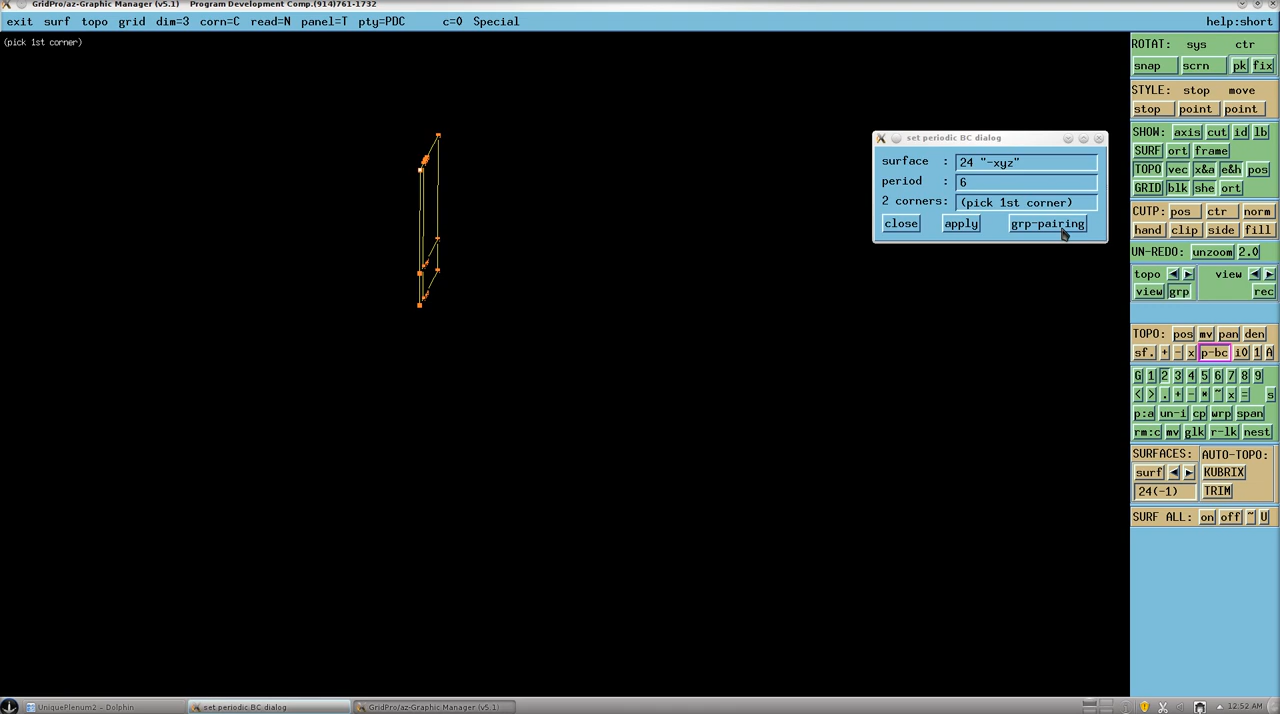 GridPro/az-Graphic Manager (v5.1) Program Development Comp.(914)761-1732
exit surf topo grid dim=3 corn=C read=N panel=T pty=PDC c=0 Special help:short
(pick 1st corner)
ROTAT: sys ctr
snap scrn pk fix
STYLE: stop move
stop point point
SHOW: axis cut id lb
SURF ort frame
TOPO vec x&a e&h pos
GRID blk she ort
CUTP: pos ctr norm
hand clip side fill
UN-REDO: unzoom 2.0
topo view
view grp rec
TOPO: pos mv pan den
sf. + - x p-bc i0 1 A
G 1 2 3 4 5 6 7 8 9
< > . + - * ~ x = s
p:a un-i cp wrp span
rm:c mv glk r-lk nest
SURFACES: AUTO-TOPO:
surf KUBRIX
24(-1) TRIM
SURF ALL: on off ~ U
set periodic BC dialog
surface : 24 "-xyz"
period : 6
2 corners: (pick 1st corner)
close apply grp-pairing
UniquePlenum2 - Dolphin
set periodic BC dialog
GridPro/az-Graphic Manager (v5.1)
12:52 AM